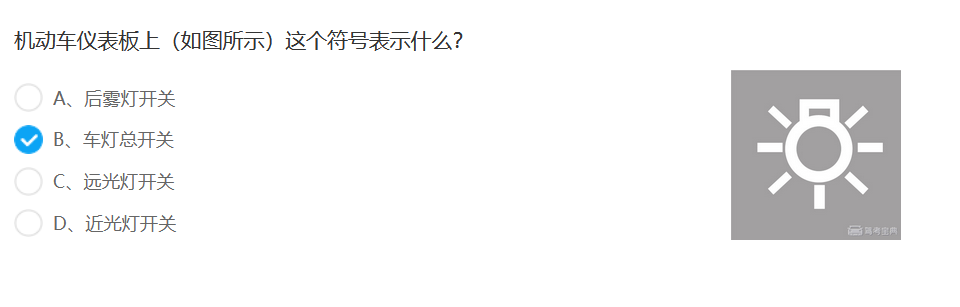 机动车仪表板上（如图所示）这个符号表示什么？
A、后雾灯开关
B、车灯总开关
C、远光灯开关
D、近光灯开关
驾考宝典